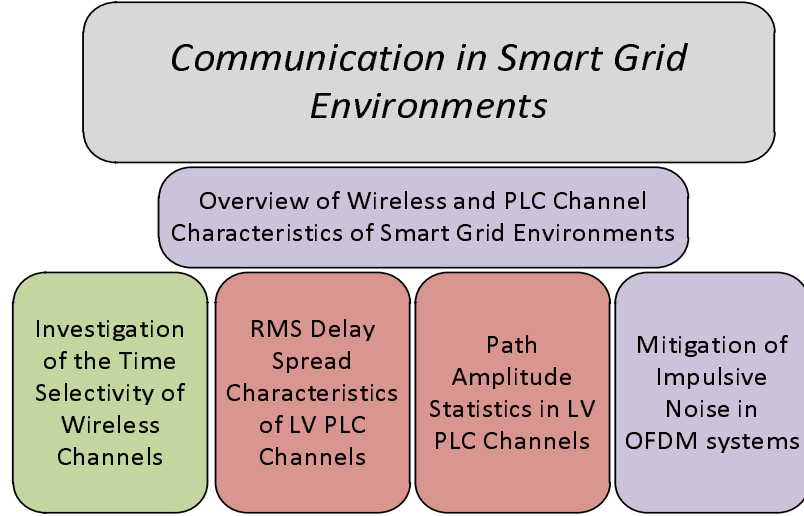 Communication in Smart Grid
Environments
Overview of Wireless and PLC Channel
Characteristics of Smart Grid Environments
Investigation
of the Time
Selectivity of
Wireless
Channels
RMS Delay
Spread
Characteristics
of LV PLC
Channels
Path
Amplitude
Statistics in LV
PLC Channels
Mitigation of
Impulsive
Noise in
OFDM systems